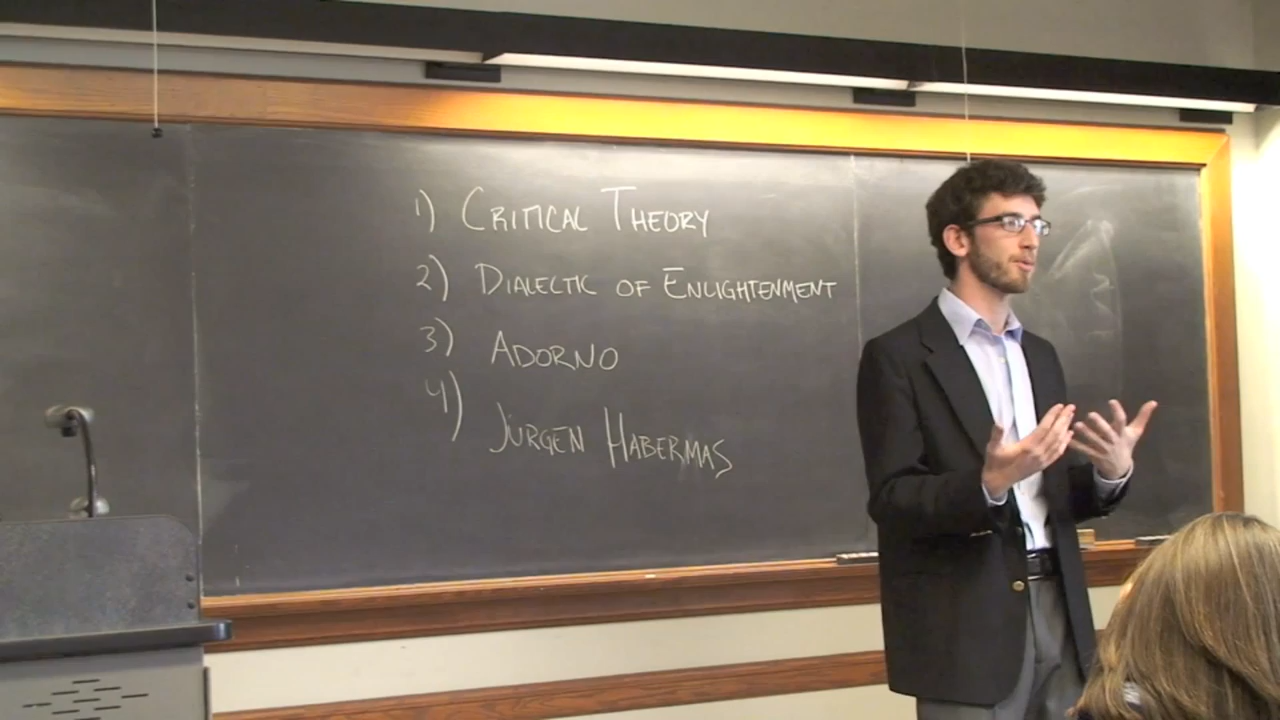 1) CRITICAL THEORY
2) DIALECTIC OF ENLIGHTENMENT
3) ADORNO
4) JÜRGEN HABERMAS